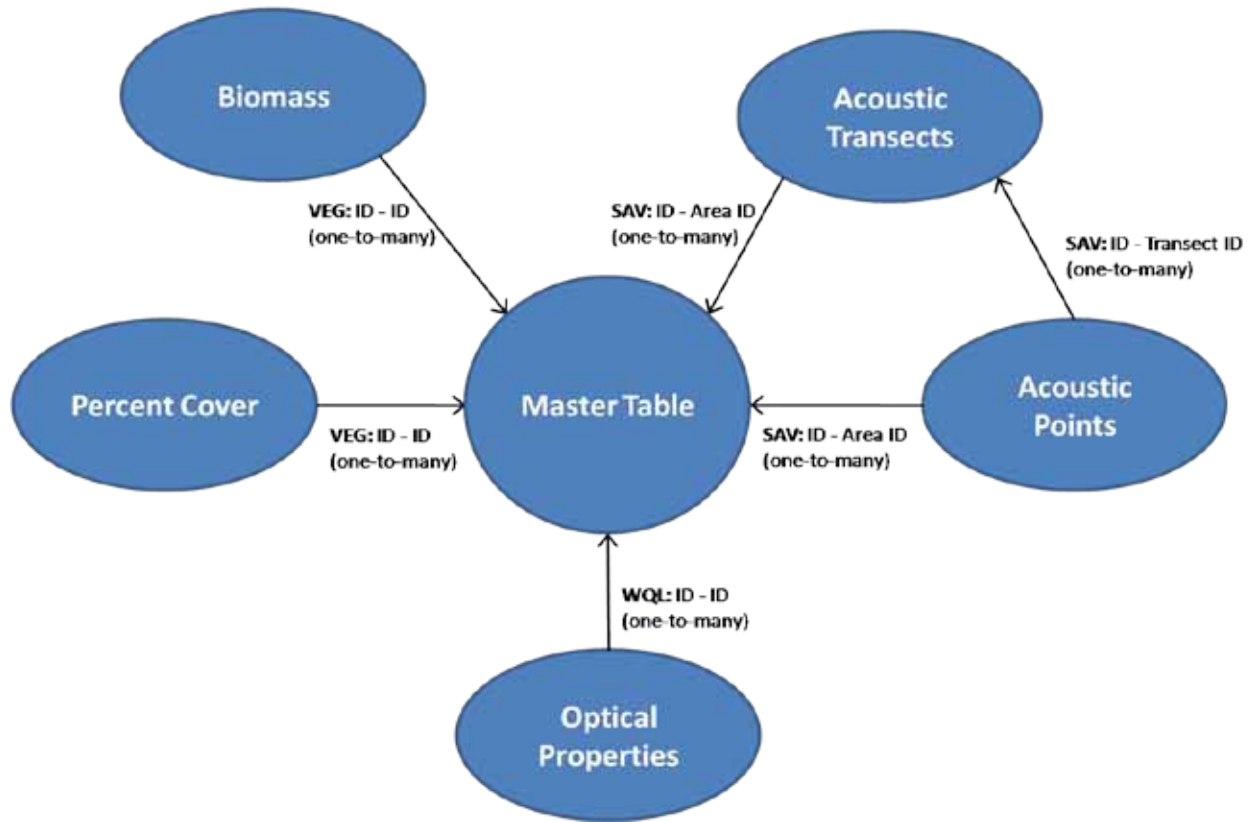 Biomass
Acoustic
Transects
VEG: ID - ID
(one-to-many)
SAV: ID - Area ID
(one-to-many)
SAV: ID - Transect ID
(one-to-many)
Percent Cover
Master Table
Acoustic
Points
VEG: ID - ID
(one-to-many)
SAV: ID - Area ID
(one-to-many)
WQL: ID - ID
(one-to-many)
Optical
Properties